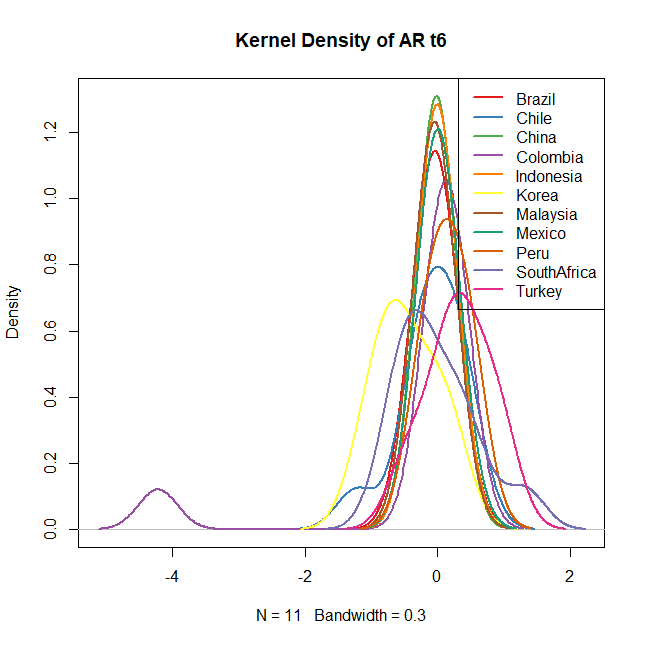 Kernel Density of AR t6
Brazil
Chile
China
Colombia
Indonesia
Korea
Malaysia
Mexico
Peru
SouthAfrica
Turkey
Density
0.0
0.2
0.4
0.6
0.8
1.0
1.2
-4
-2
0
2
N = 11 Bandwidth = 0.3